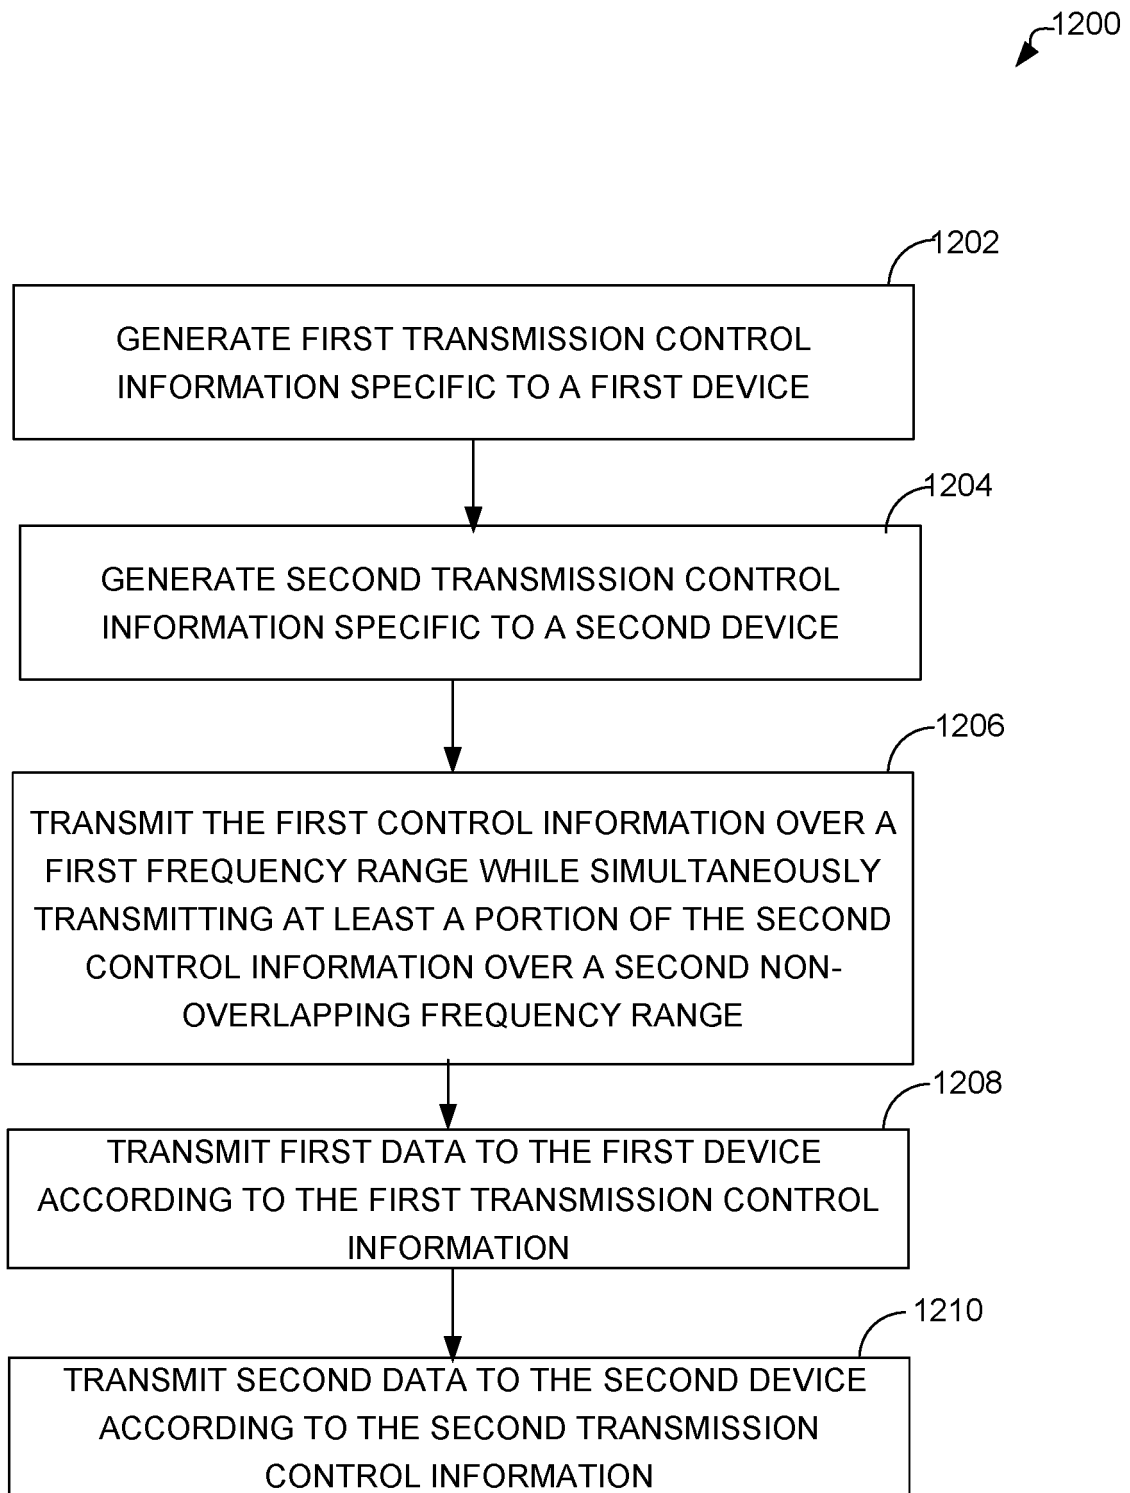 1200
1202
GENERATE FIRST TRANSMISSION CONTROL
INFORMATION SPECIFIC TO A FIRST DEVICE
1204
GENERATE SECOND TRANSMISSION CONTROL
INFORMATION SPECIFIC TO A SECOND DEVICE
1206
TRANSMIT THE FIRST CONTROL INFORMATION OVER A
FIRST FREQUENCY RANGE WHILE SIMULTANEOUSLY
TRANSMITTING AT LEAST A PORTION OF THE SECOND
CONTROL INFORMATION OVER A SECOND NON-
OVERLAPPING FREQUENCY RANGE
1208
TRANSMIT FIRST DATA TO THE FIRST DEVICE
ACCORDING TO THE FIRST TRANSMISSION CONTROL
INFORMATION
1210
TRANSMIT SECOND DATA TO THE SECOND DEVICE
ACCORDING TO THE SECOND TRANSMISSION
CONTROL INFORMATION